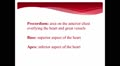 Precordium: area on the anterior chest
overlying the heart and great vessels
Base: superior aspect of the heart
Apex: inferior aspect of the heart